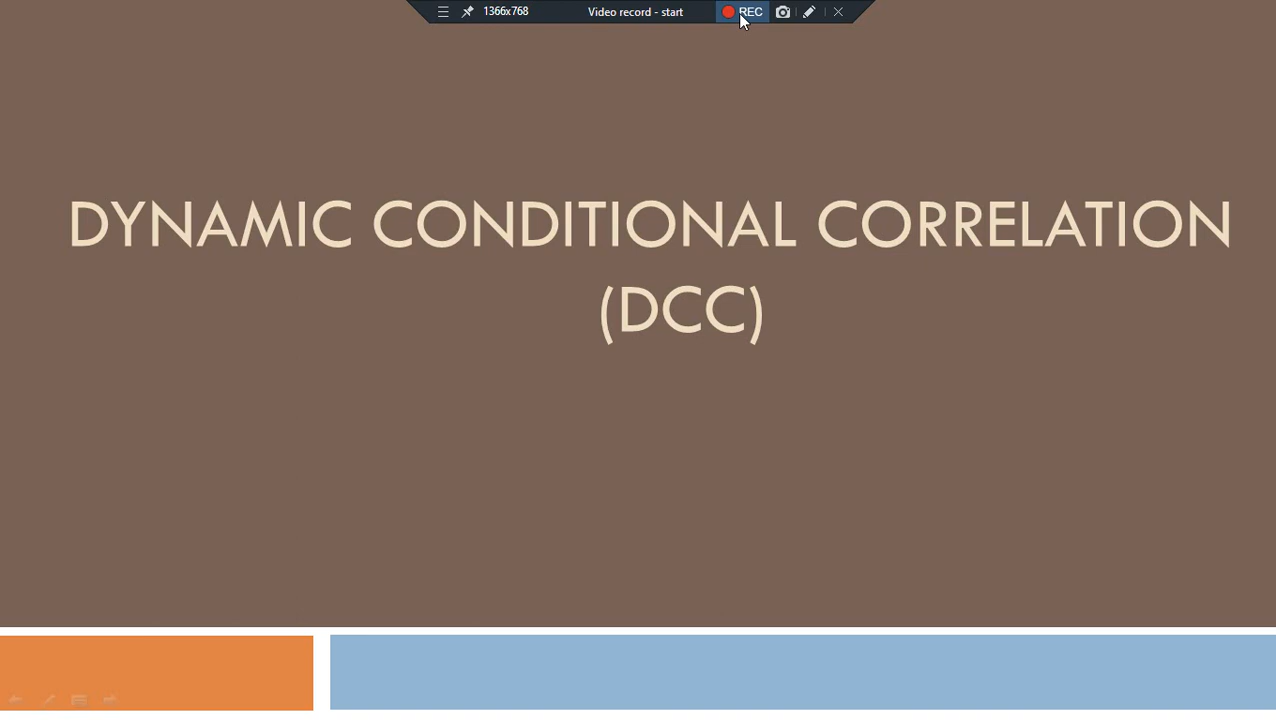 1366x768 Video record - start REC
DYNAMIC CONDITIONAL CORRELATION
(DCC)